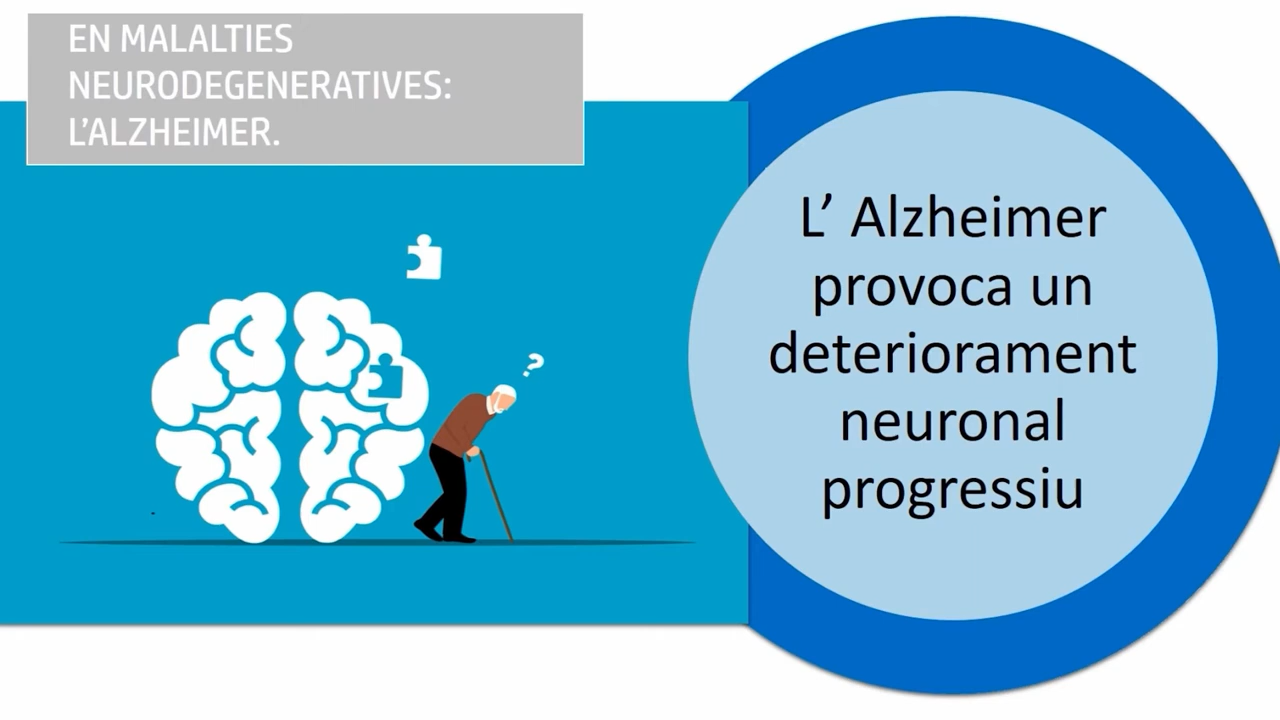 EN MALALTIES
NEURODEGENERATIVES:
L'ALZHEIMER.
?
L’ Alzheimer
provoca un
deteriorament
neuronal
progressiu